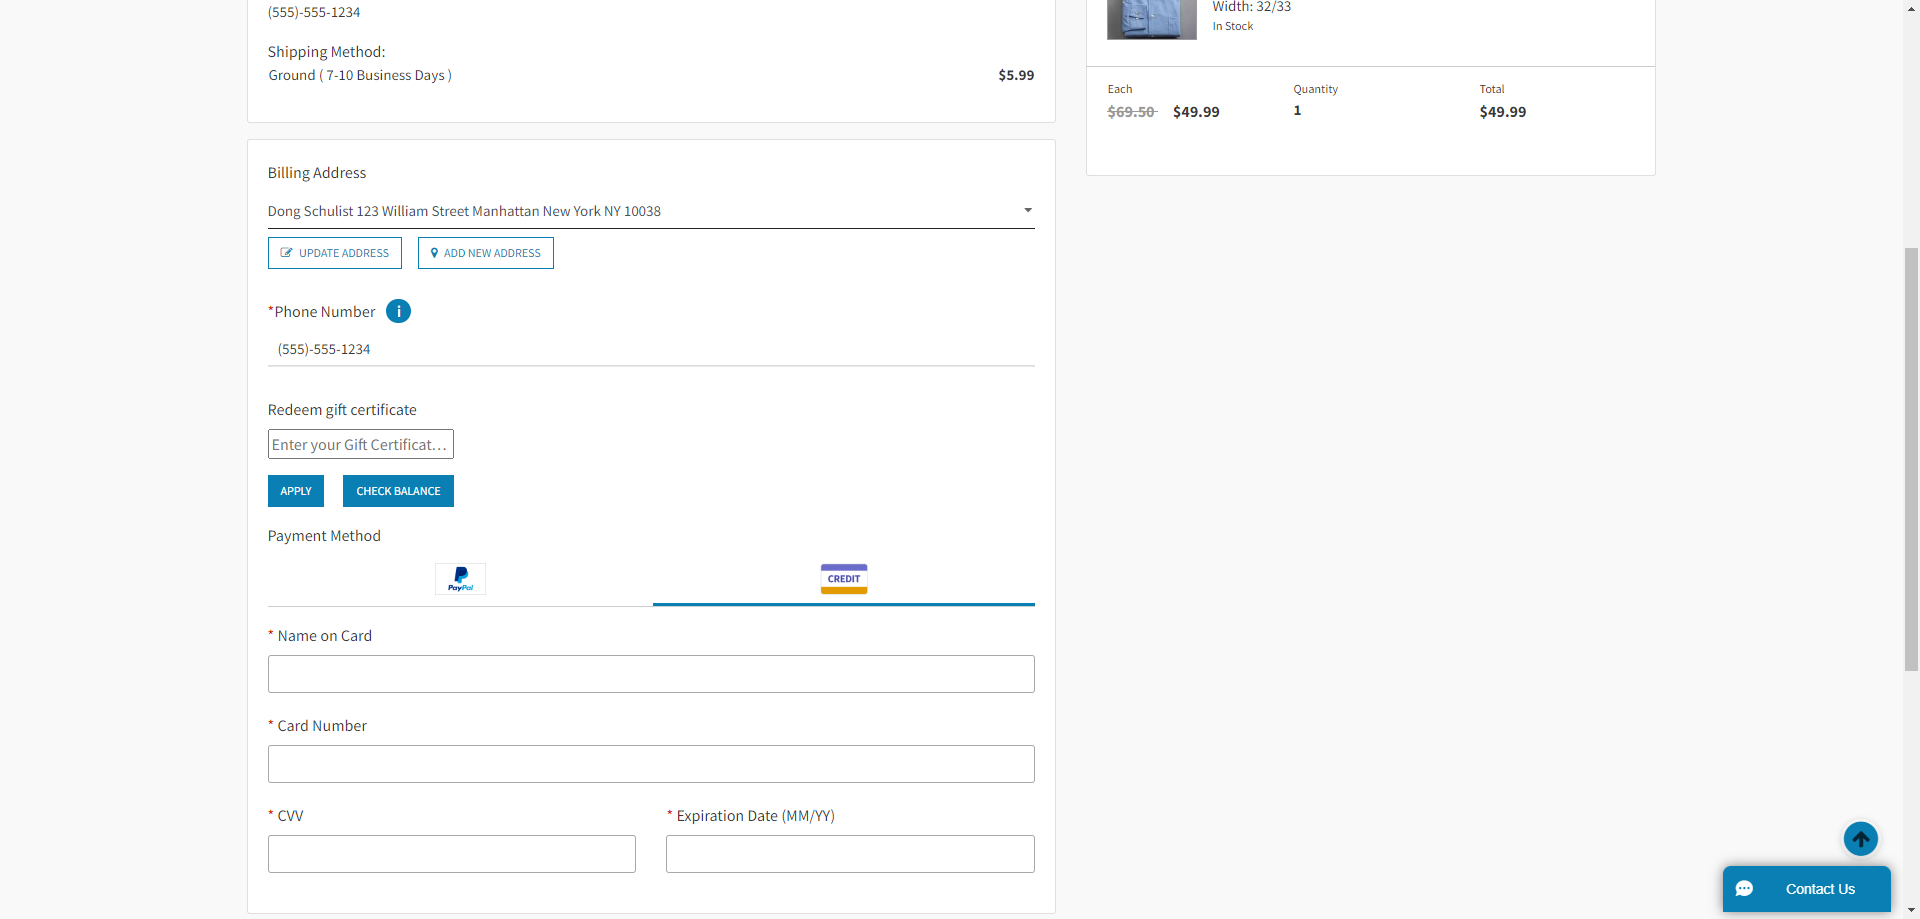 (555)-555-1234
Shipping Method:
Ground ( 7-10 Business Days )
$5.99
Width: 32/33
In Stock
Each
Quantity
Total
$69.50 $49.99
1
$49.99
Billing Address
Dong Schulist 123 William Street Manhattan New York NY 10038
UPDATE ADDRESS
ADD NEW ADDRESS
*Phone Number i
(555)-555-1234
Redeem gift certificate
Enter your Gift Certificat…
APPLY
CHECK BALANCE
Payment Method
PayPal
CREDIT
* Name on Card
* Card Number
* CVV
* Expiration Date (MM/YY)
Contact Us